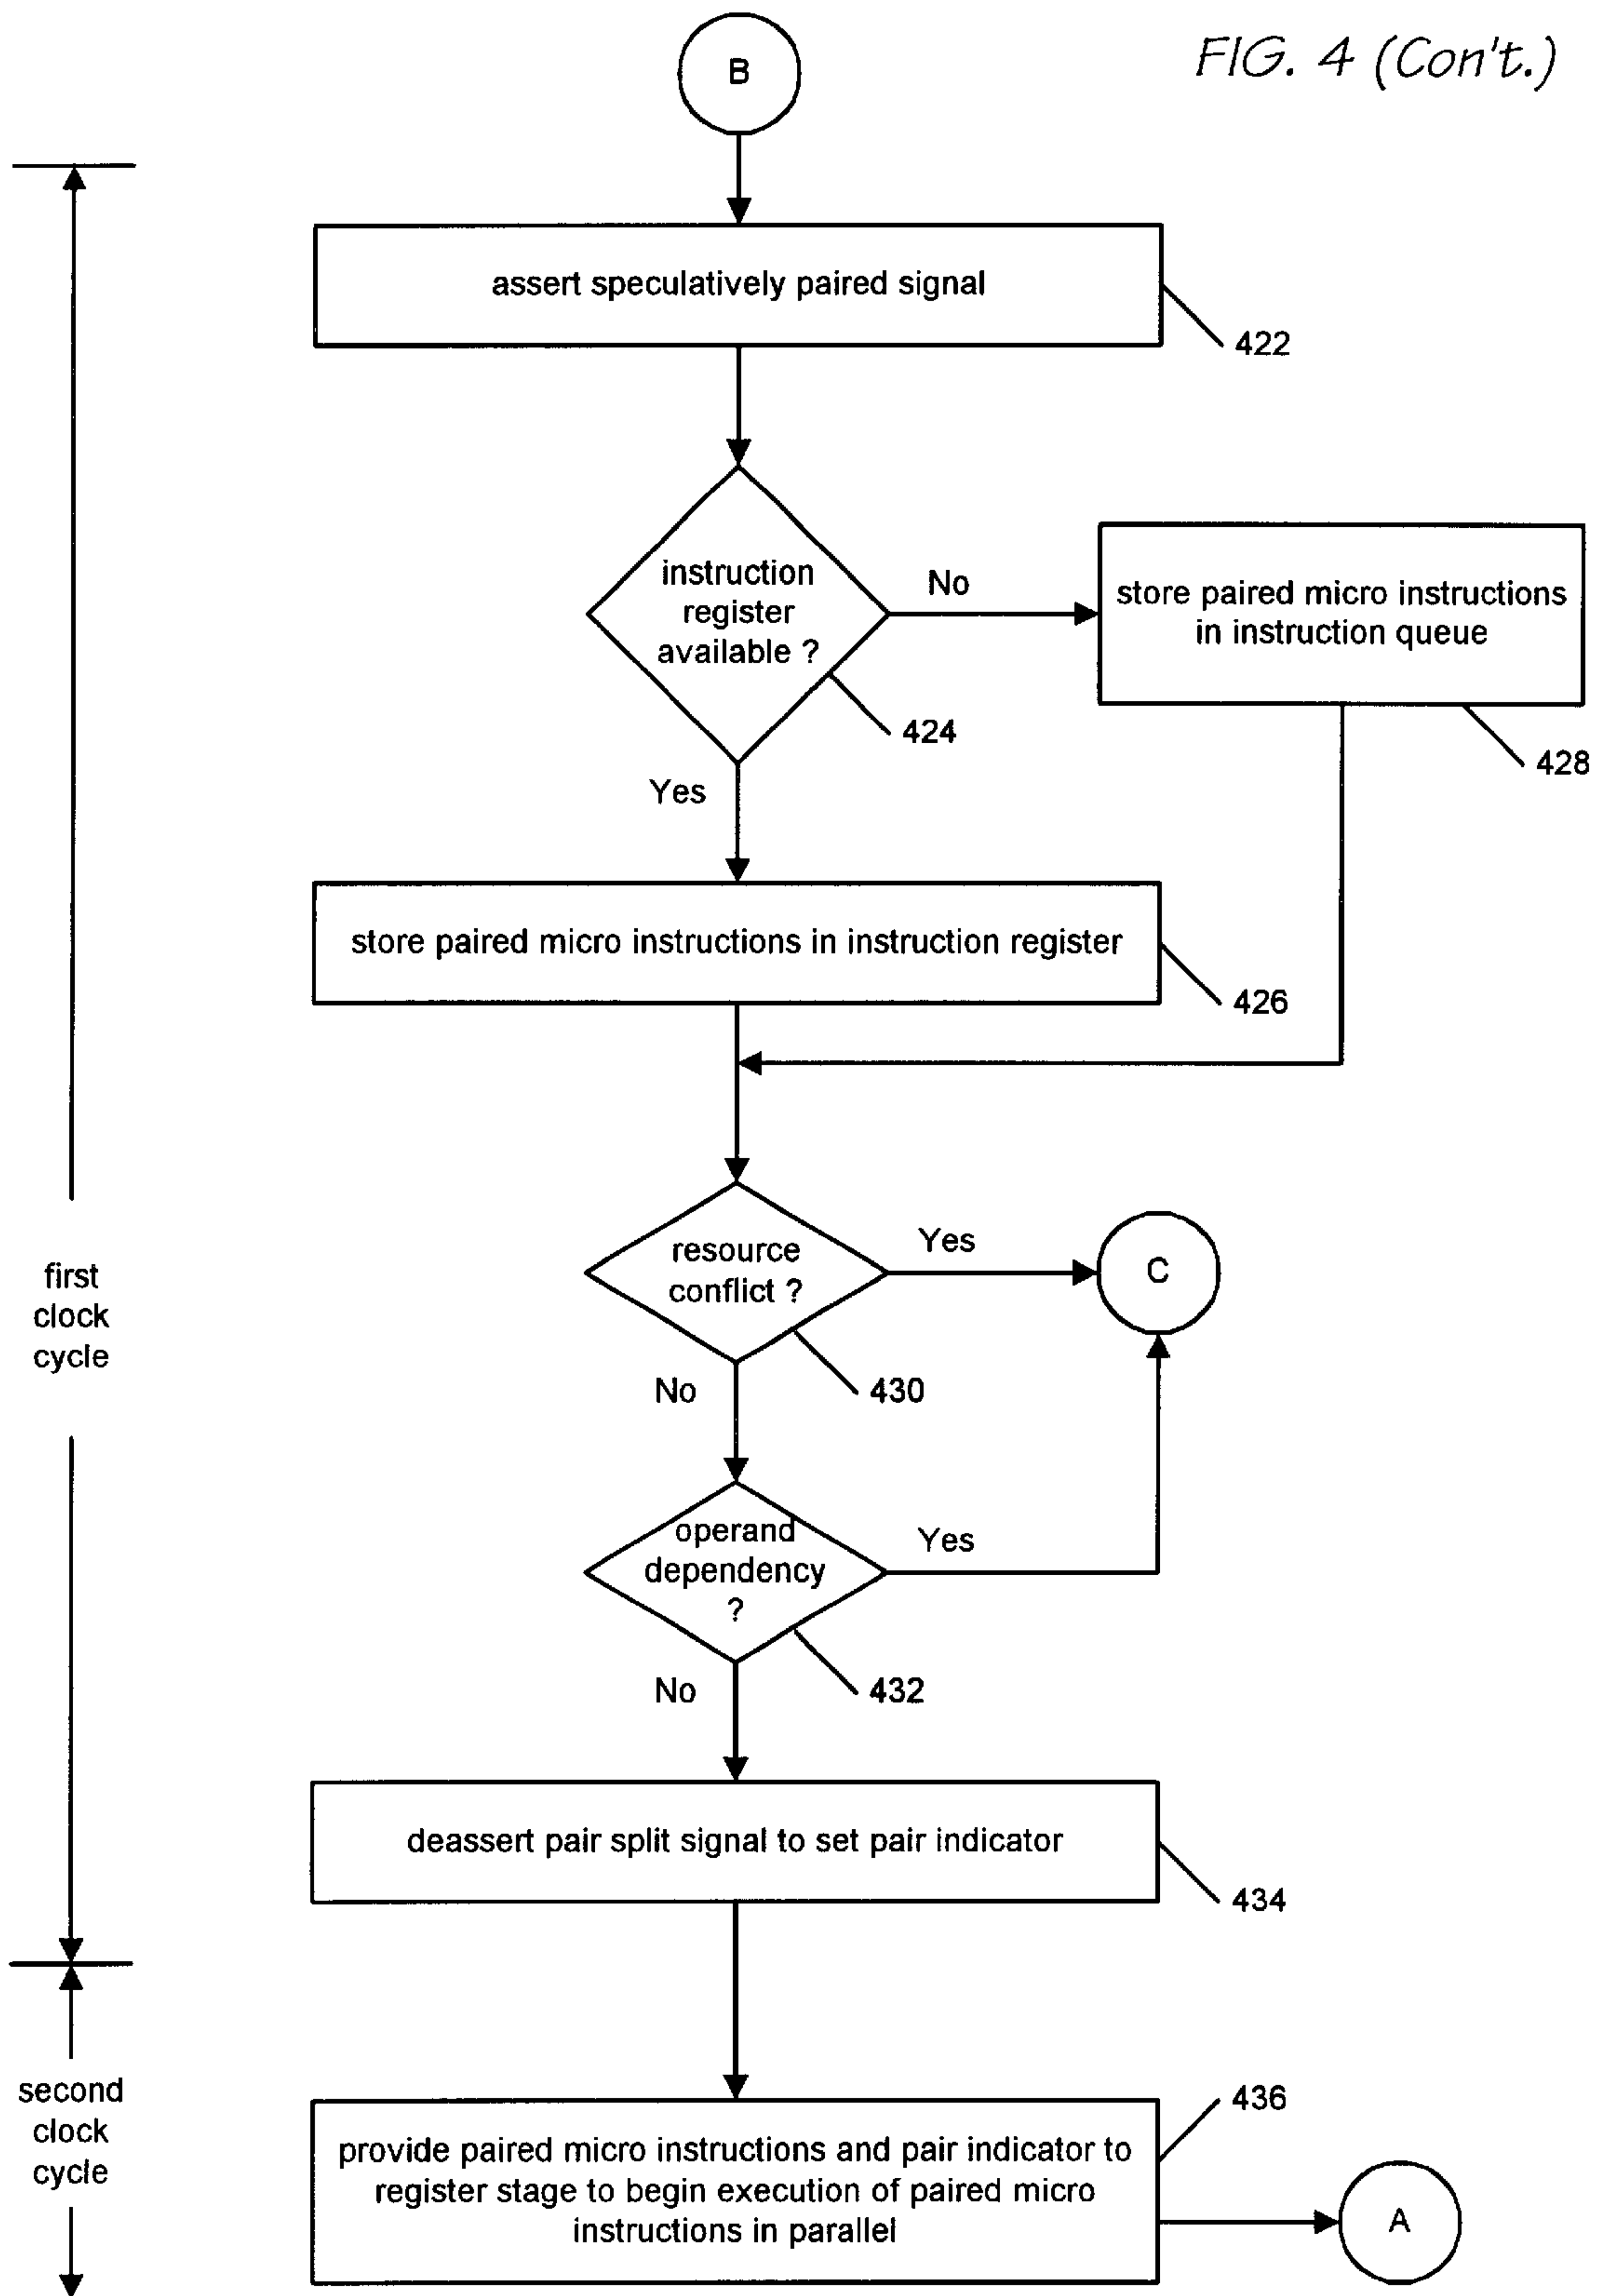 FIG. 4 (Con't.)
B
assert speculatively paired signal
422
instruction
register
available ?
No
store paired micro instructions
in instruction queue
424
428
Yes
store paired micro instructions in instruction register
426
resource
conflict ?
Yes
C
first
clock
cycle
No
430
operand
dependency
?
Yes
No
432
deassert pair split signal to set pair indicator
434
second
clock
cycle
436
provide paired micro instructions and pair indicator to
register stage to begin execution of paired micro
instructions in parallel
A